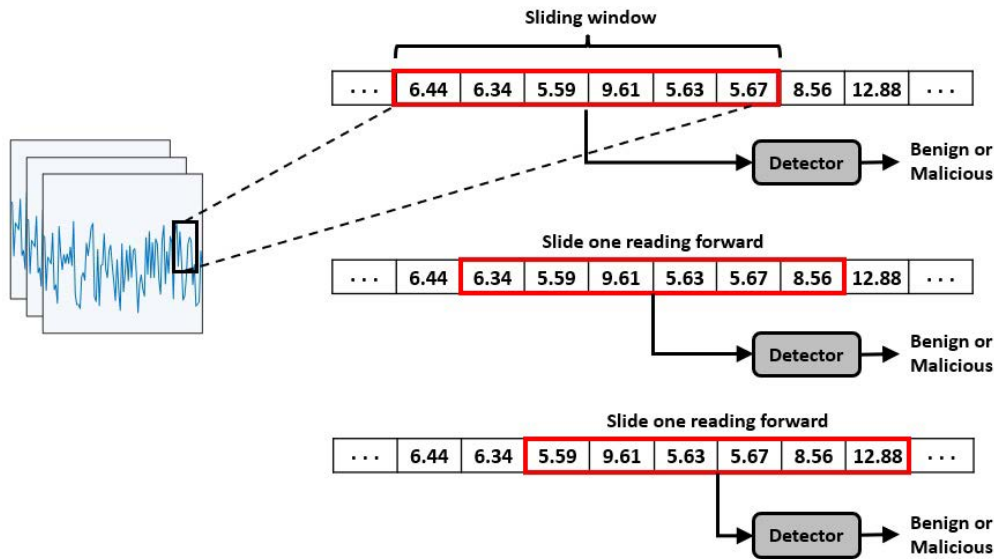 Sliding window
. . . 6.44 6.34 5.59 9.61 5.63 5.67 8.56 12.88 . . .
Detector
Benign or
Malicious
Slide one reading forward
. . . 6.44 6.34 5.59 9.61 5.63 5.67 8.56 12.88 . . .
Detector
Benign or
Malicious
Slide one reading forward
. . . 6.44 6.34 5.59 9.61 5.63 5.67 8.56 12.88 . . .
Detector
Benign or
Malicious